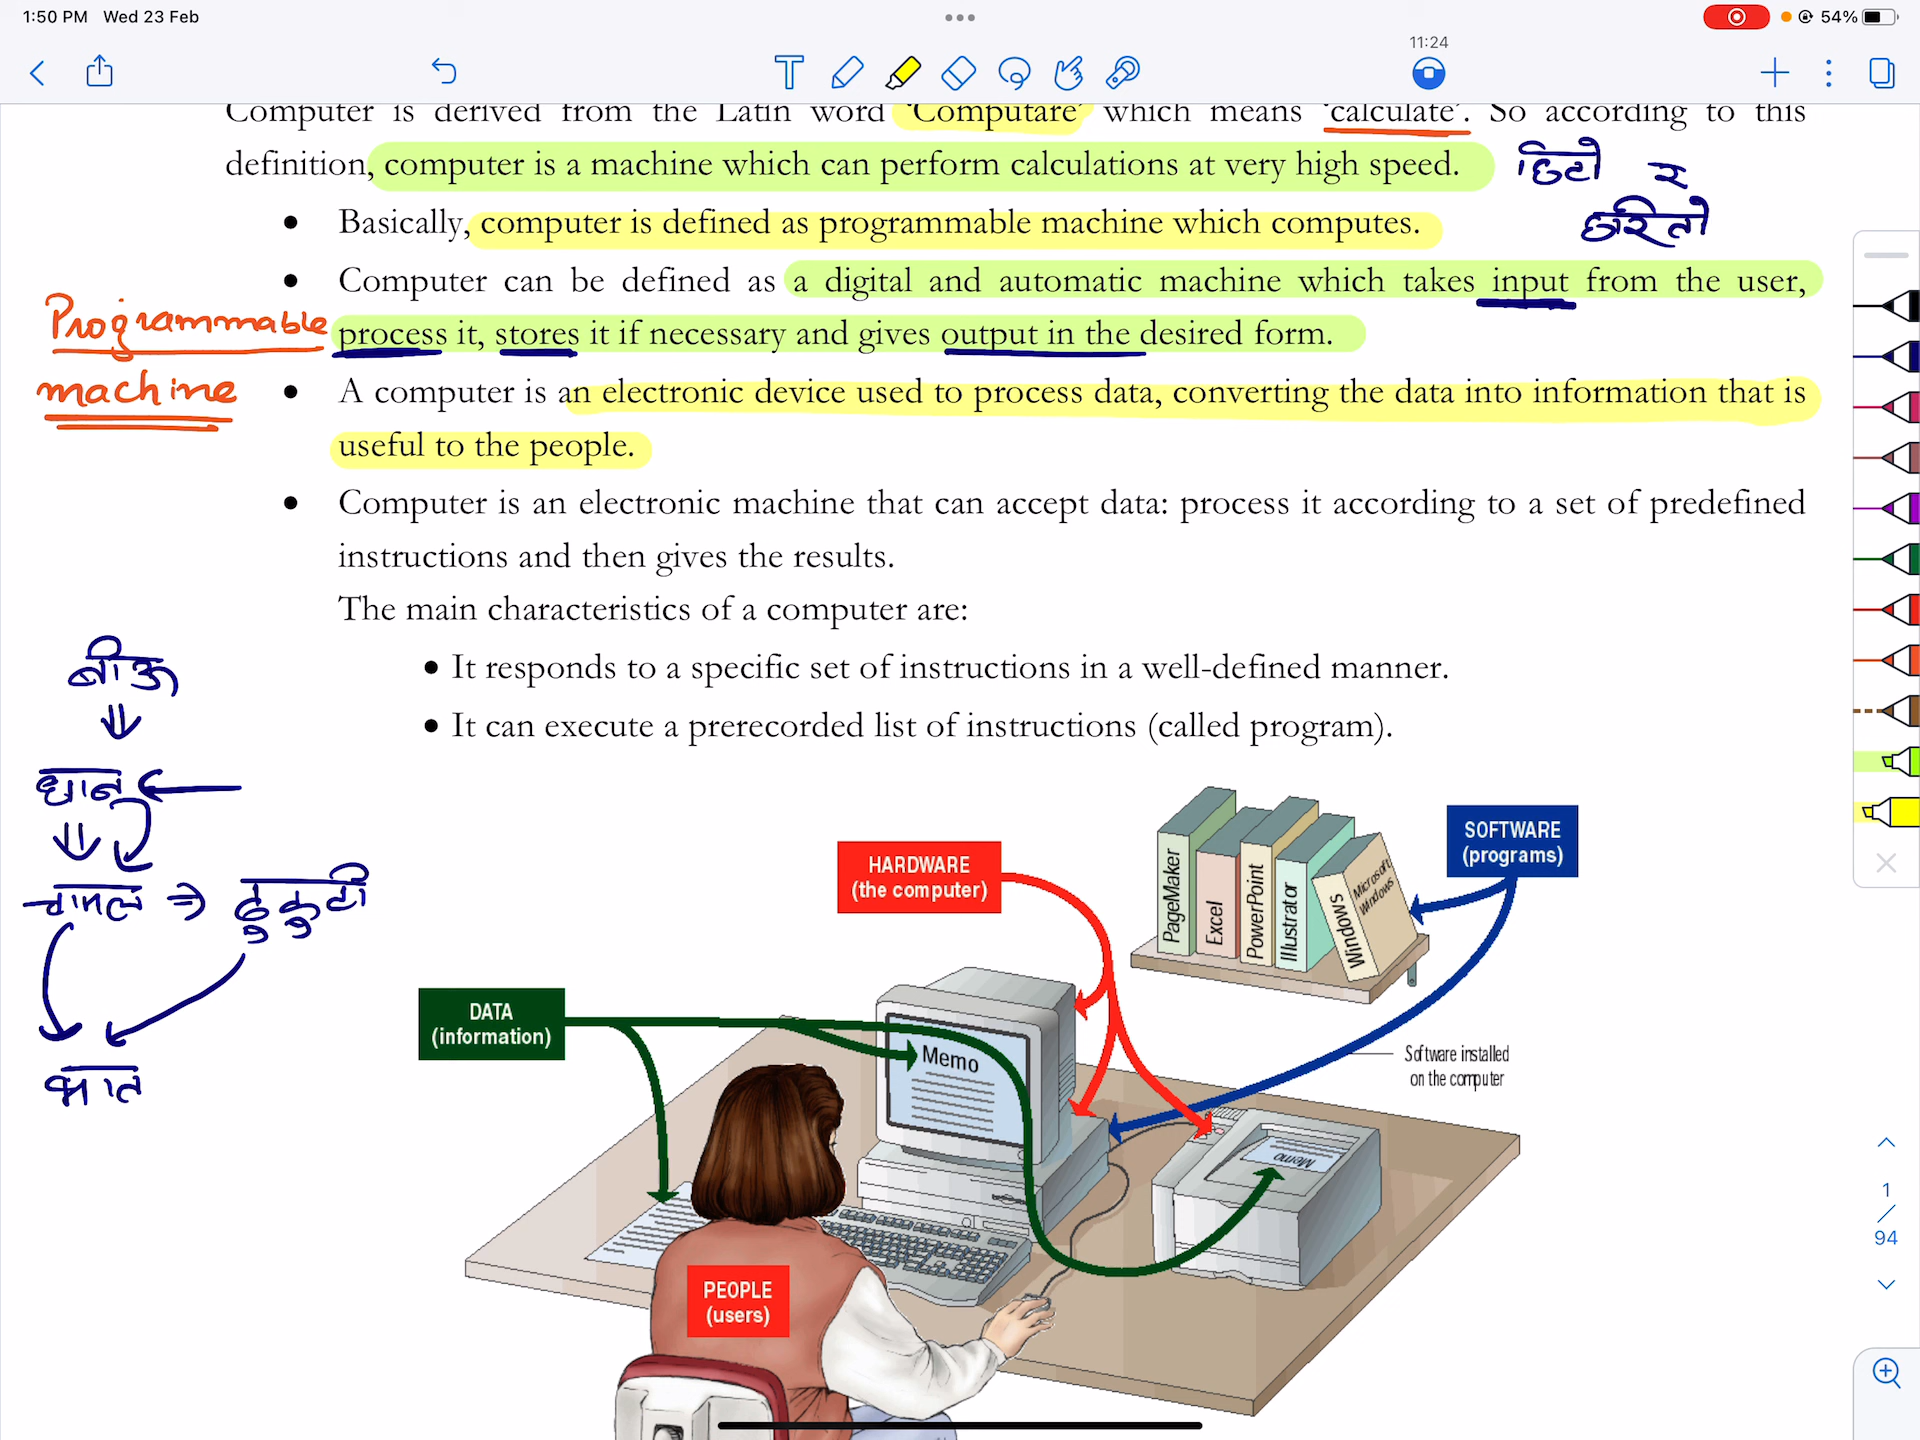 1:50 PM Wed 23 Feb
54%
11:24
Computer is derived from the Latin word 'Computare' which means 'calculate'. So according to this
definition, computer is a machine which can perform calculations at very high speed.
छिटो र
छरितो
Basically, computer is defined as programmable machine which computes.
Computer can be defined as a digital and automatic machine which takes input from the user,
process it, stores it if necessary and gives output in the desired form.
Programmable
machine
A computer is an electronic device used to process data, converting the data into information that is
useful to the people.
Computer is an electronic machine that can accept data: process it according to a set of predefined
instructions and then gives the results.
The main characteristics of a computer are:
It responds to a specific set of instructions in a well-defined manner.
It can execute a prerecorded list of instructions (called program).
बीऊ
धान
चामल ⇒ ढुकुटी
भात
HARDWARE
(the computer)
PageMaker
Excel
PowerPoint
Illustrator
Windows
Microsoft
Windows
SOFTWARE
(programs)
DATA
(information)
Memo
Software installed
on the computer
Memo
PEOPLE
(users)
1
/
94